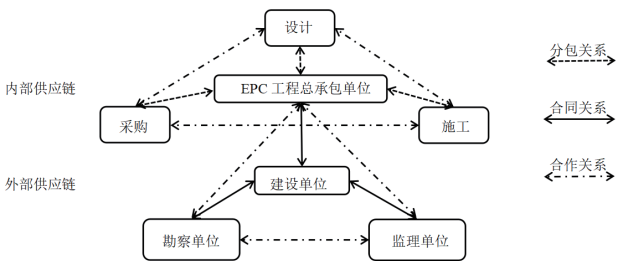 设计
分包关系
内部供应链
EPC 工程总承包单位
采购
施工
合同关系
合作关系
外部供应链
建设单位
勘察单位
监理单位